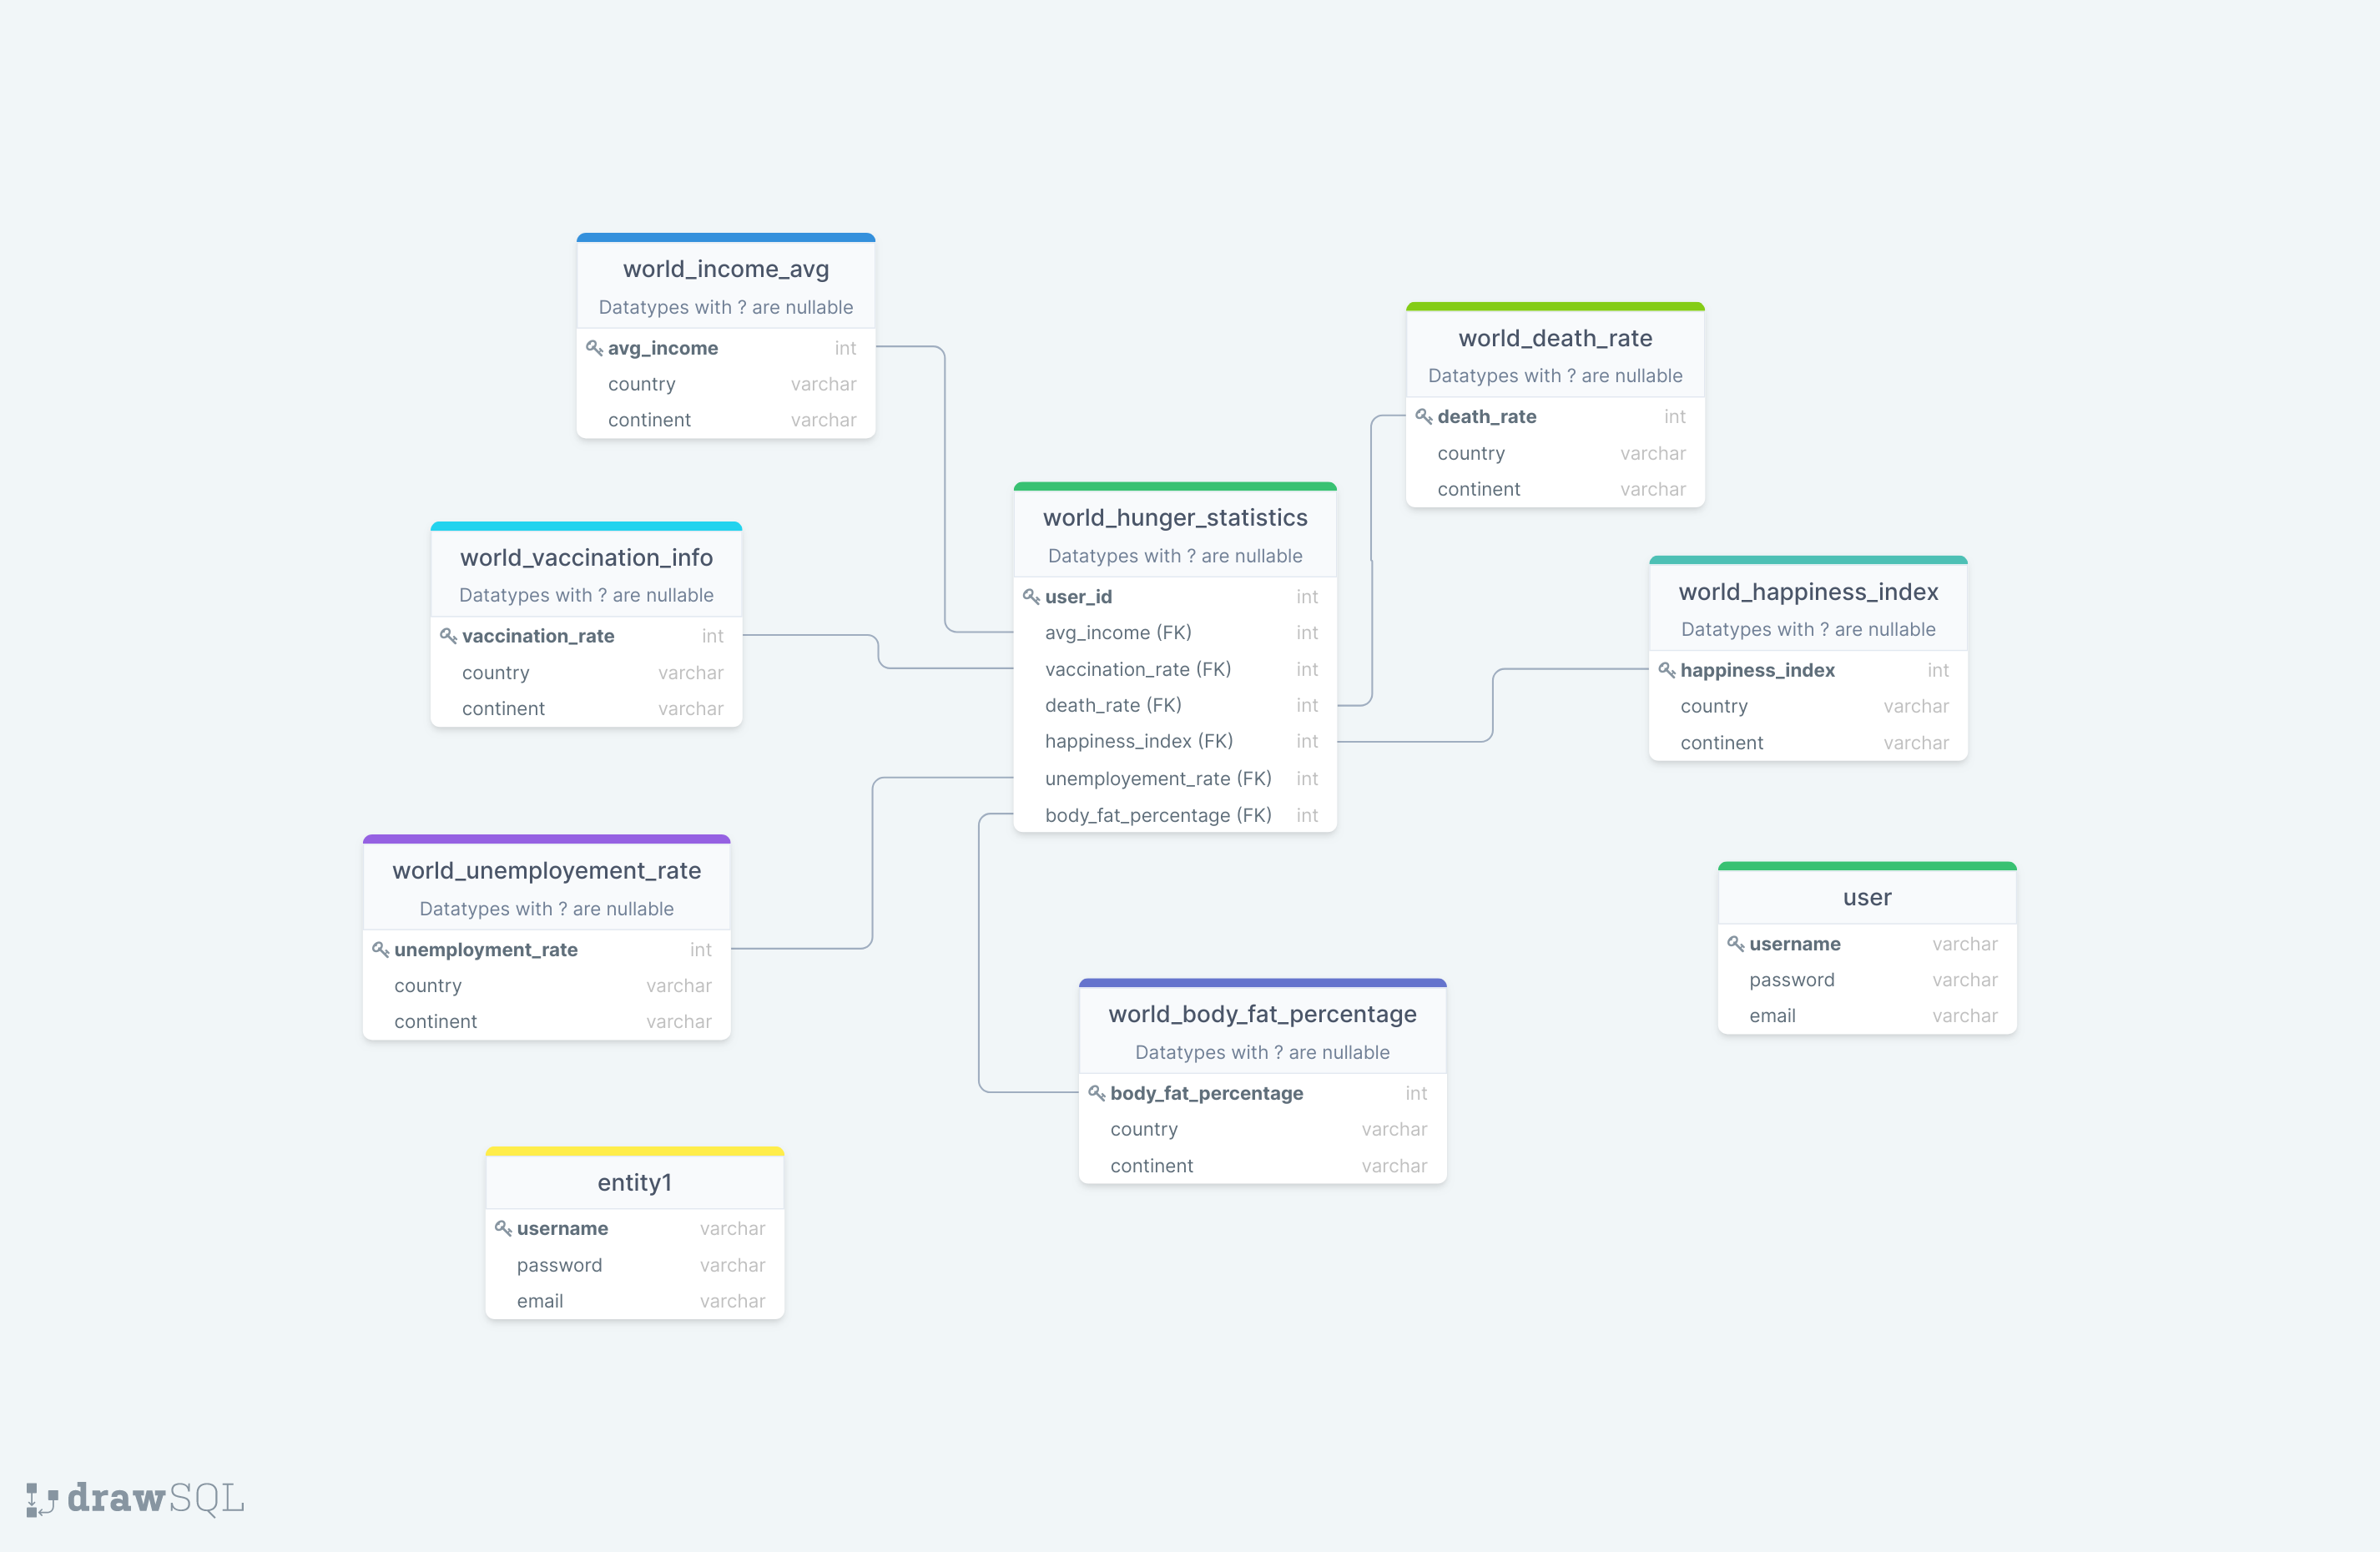 world_income_avg
Datatypes with ? are nullable
avg_income int
country varchar
continent varchar
world_death_rate
Datatypes with ? are nullable
death_rate int
country varchar
continent varchar
world_hunger_statistics
Datatypes with ? are nullable
user_id int
avg_income (FK) int
vaccination_rate (FK) int
death_rate (FK) int
happiness_index (FK) int
unemployement_rate (FK) int
body_fat_percentage (FK) int
world_vaccination_info
Datatypes with ? are nullable
vaccination_rate int
country varchar
continent varchar
world_happiness_index
Datatypes with ? are nullable
happiness_index int
country varchar
continent varchar
world_unemployement_rate
Datatypes with ? are nullable
unemployment_rate int
country varchar
continent varchar
user
username varchar
password varchar
email varchar
world_body_fat_percentage
Datatypes with ? are nullable
body_fat_percentage int
country varchar
continent varchar
entity1
username varchar
password varchar
email varchar
drawSQL